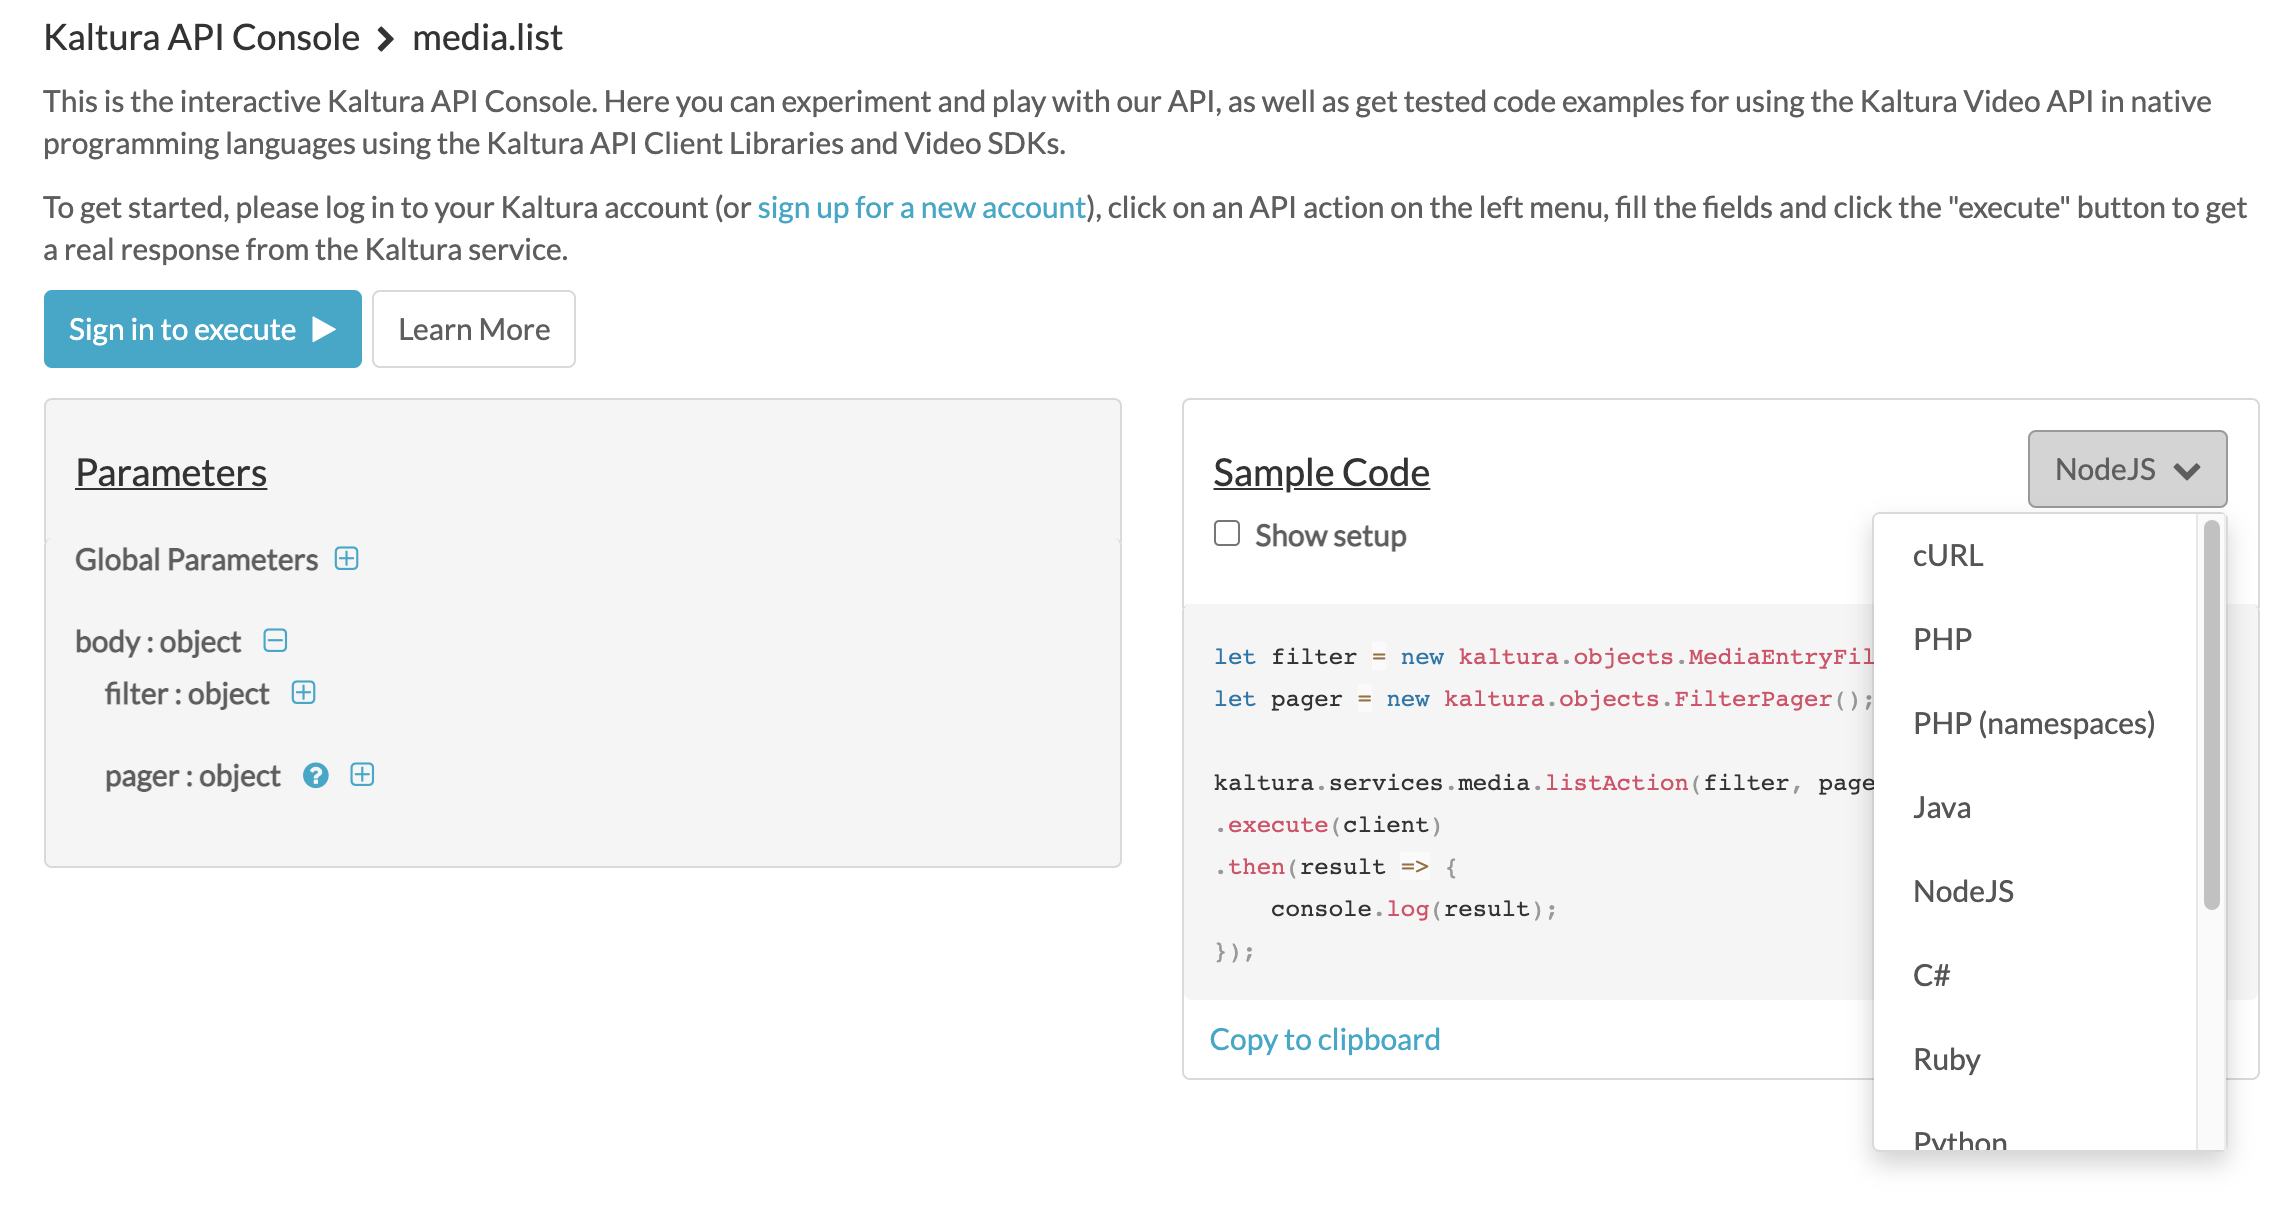 Kaltura API Console > media.list
This is the interactive Kaltura API Console. Here you can experiment and play with our API, as well as get tested code examples for using the Kaltura Video API in native
programming languages using the Kaltura API Client Libraries and Video SDKs.
To get started, please log in to your Kaltura account (or sign up for a new account), click on an API action on the left menu, fill the fields and click the "execute" button to get
a real response from the Kaltura service.
Sign in to execute
Learn More
Parameters
Global Parameters
body : object
filter : object
pager : object ?
Sample Code
NodeJS
Show setup
let filter = new kaltura.objects.MediaEntryFil
let pager = new kaltura.objects.FilterPager();
kaltura.services.media.listAction(filter, page
.execute(client)
.then(result => {
console.log(result);
});
Copy to clipboard
cURL
PHP
PHP (namespaces)
Java
NodeJS
C#
Ruby
Python